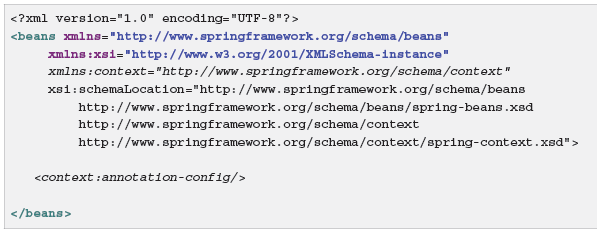 <?xml version="1.0" encoding="UTF-8"?>
<beans xmlns="http://www.springframework.org/schema/beans"
xmlns:xsi="http://www.w3.org/2001/XMLSchema-instance"
xmlns:context="http://www.springframework.org/schema/context"
xsi:schemaLocation="http://www.springframework.org/schema/beans
http://www.springframework.org/schema/beans/spring-beans.xsd
http://www.springframework.org/schema/context
http://www.springframework.org/schema/context/spring-context.xsd">
<context:annotation-config/>
</beans>